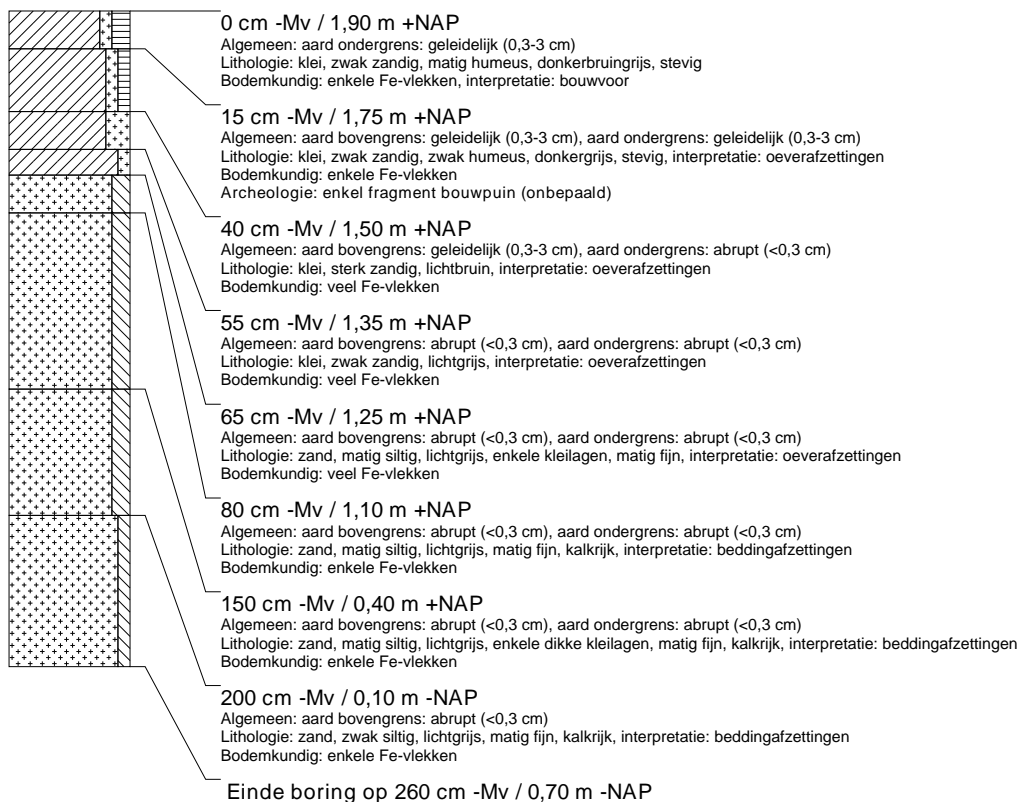 0 cm -Mv / 1,90 m +NAP
Algemeen: aard ondergrens: geleidelijk (0,3-3 cm)
Lithologie: klei, zwak zandig, matig humeus, donkerbruingrijs, stevig
Bodemkundig: enkele Fe-vlekken, interpretatie: bouwvoor
15 cm -Mv / 1,75 m +NAP
Algemeen: aard bovengrens: geleidelijk (0,3-3 cm), aard ondergrens: geleidelijk (0,3-3 cm)
Lithologie: klei, zwak zandig, zwak humeus, donkergrijs, stevig, interpretatie: oeverafzettingen
Bodemkundig: enkele Fe-vlekken
Archeologie: enkel fragment bouwpuin (onbepaald)
40 cm -Mv / 1,50 m +NAP
Algemeen: aard bovengrens: geleidelijk (0,3-3 cm), aard ondergrens: abrupt (<0,3 cm)
Lithologie: klei, sterk zandig, lichtbruin, interpretatie: oeverafzettingen
Bodemkundig: veel Fe-vlekken
55 cm -Mv / 1,35 m +NAP
Algemeen: aard bovengrens: abrupt (<0,3 cm), aard ondergrens: abrupt (<0,3 cm)
Lithologie: klei, zwak zandig, lichtgrijs, interpretatie: oeverafzettingen
Bodemkundig: veel Fe-vlekken
65 cm -Mv / 1,25 m +NAP
Algemeen: aard bovengrens: abrupt (<0,3 cm), aard ondergrens: abrupt (<0,3 cm)
Lithologie: zand, matig siltig, lichtgrijs, enkele kleilagen, matig fijn, interpretatie: oeverafzettingen
Bodemkundig: veel Fe-vlekken
80 cm -Mv / 1,10 m +NAP
Algemeen: aard bovengrens: abrupt (<0,3 cm), aard ondergrens: abrupt (<0,3 cm)
Lithologie: zand, matig siltig, lichtgrijs, matig fijn, kalkrijk, interpretatie: beddingafzettingen
Bodemkundig: enkele Fe-vlekken
150 cm -Mv / 0,40 m +NAP
Algemeen: aard bovengrens: abrupt (<0,3 cm), aard ondergrens: abrupt (<0,3 cm)
Lithologie: zand, matig siltig, lichtgrijs, enkele dikke kleilagen, matig fijn, kalkrijk, interpretatie: beddingafzettingen
Bodemkundig: enkele Fe-vlekken
200 cm -Mv / 0,10 m -NAP
Algemeen: aard bovengrens: abrupt (<0,3 cm)
Lithologie: zand, zwak siltig, lichtgrijs, matig fijn, kalkrijk, interpretatie: beddingafzettingen
Bodemkundig: enkele Fe-vlekken
Einde boring op 260 cm -Mv / 0,70 m -NAP